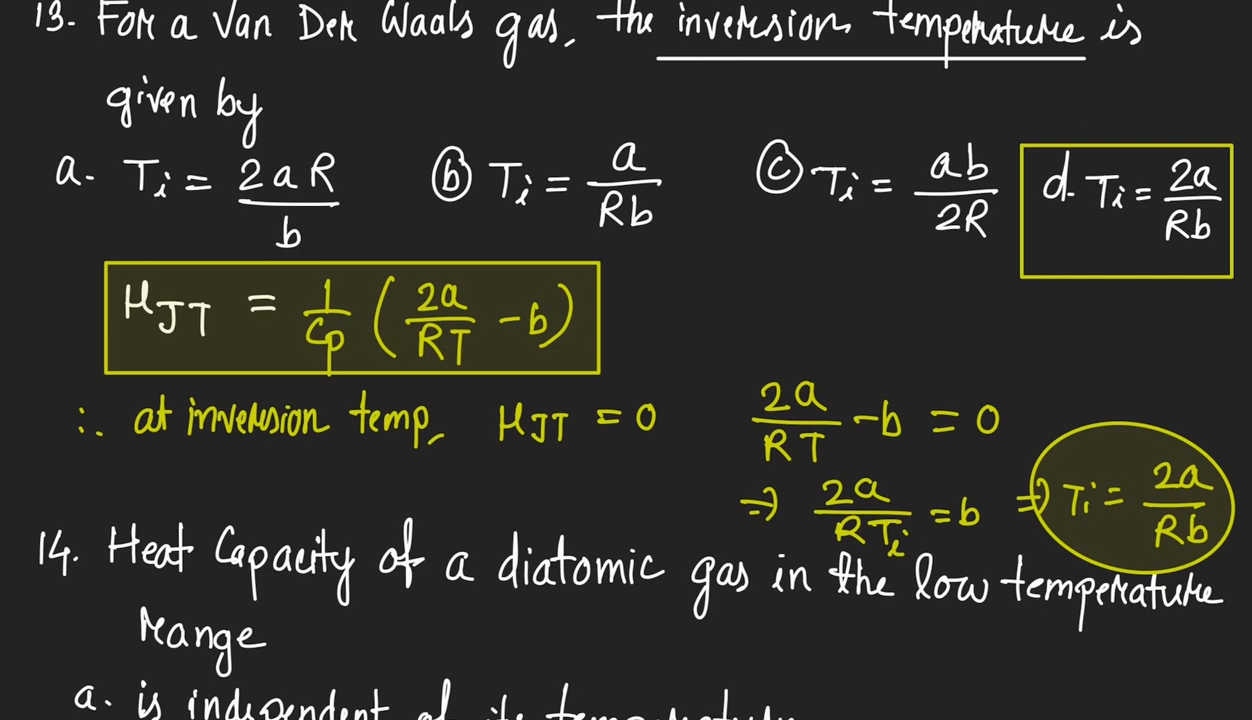 13. For a Van Der Waals gas, the inversion temperature is
given by
a. Ti = 2aR/b (b) Ti = a/Rb (c) Ti = ab/2R d. Ti = 2a/Rb
μJT = 1/Cp (2a/RT - b)
∴ at inversion temp, μJT = 0 2a/RT - b = 0
⇒ 2a/RTi = b ⇒ Ti = 2a/Rb
14. Heat Capacity of a diatomic gas in the low temperature
range
a. is independent of its temperature